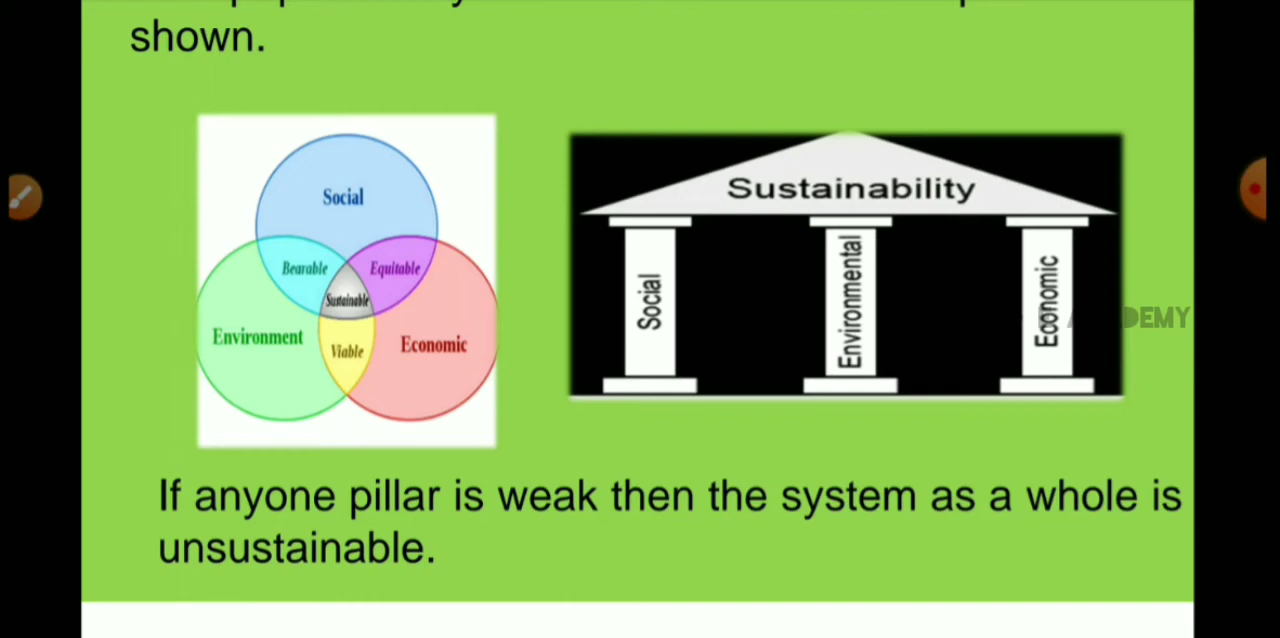 shown.
Social
Bearable
Equitable
Sustainable
Environment
Viable
Economic
Sustainability
Social
Environmental
Economic
DEMY
If anyone pillar is weak then the system as a whole is
unsustainable.